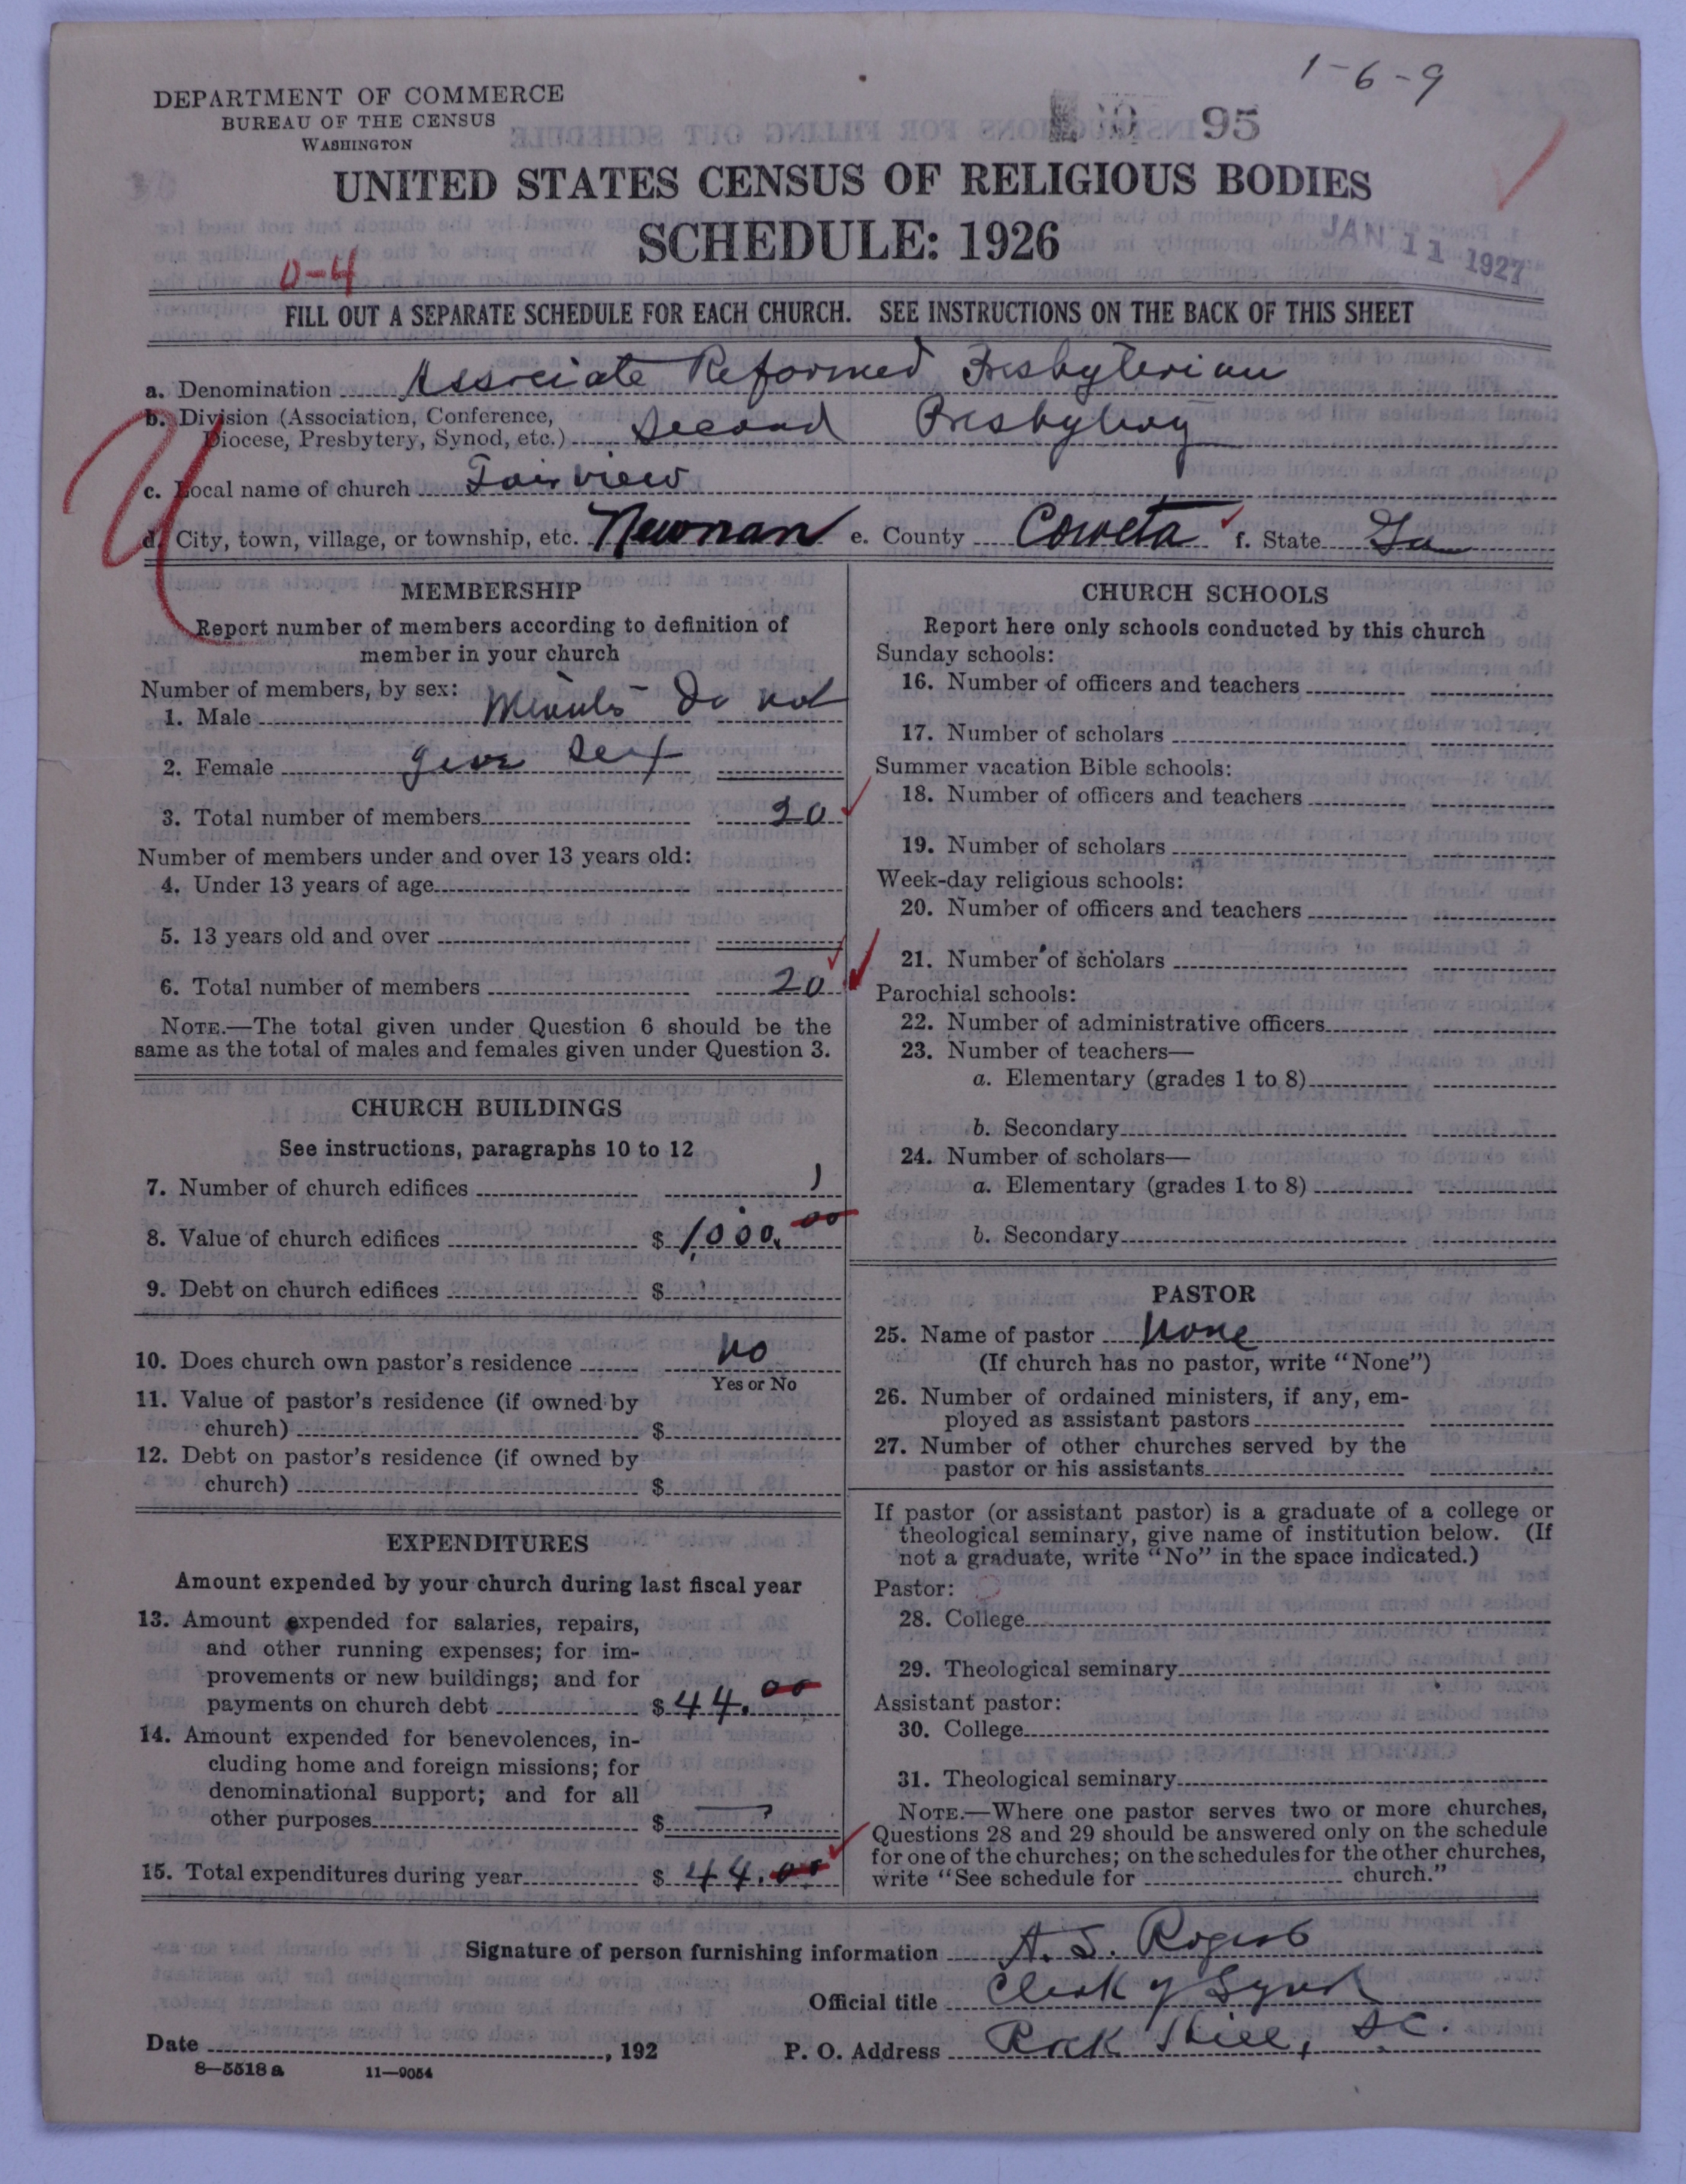 1-6-9
DEPARTMENT OF COMMERCE
BUREAU OF THE CENSUS
WASHINGTON
95
UNITED STATES CENSUS OF RELIGIOUS BODIES
SCHEDULE: 1926
JAN 11 1927
0-4
FILL OUT A SEPARATE SCHEDULE FOR EACH CHURCH. SEE INSTRUCTIONS ON THE BACK OF THIS SHEET
a. Denomination Associate Reformed Presbyterian
b. Division (Association, Conference,
Diocese, Presbytery, Synod, etc.) Second Presbytery
c. Local name of church Fairview
d. City, town, village, or township, etc. Newnan e. County Coweta f. State Ga
MEMBERSHIP
Report number of members according to definition of
member in your church
Number of members, by sex:
1. Male Minutes Do not
2. Female give sex
3. Total number of members 20
Number of members under and over 13 years old:
4. Under 13 years of age
5. 13 years old and over
6. Total number of members 20
NOTE.—The total given under Question 6 should be the
same as the total of males and females given under Question 3.
CHURCH BUILDINGS
See instructions, paragraphs 10 to 12
7. Number of church edifices 1
8. Value of church edifices $ 1,000.00
9. Debt on church edifices $
10. Does church own pastor's residence No
Yes or No
11. Value of pastor's residence (if owned by
church) $
12. Debt on pastor's residence (if owned by
church) $
EXPENDITURES
Amount expended by your church during last fiscal year
13. Amount expended for salaries, repairs,
and other running expenses; for im-
provements or new buildings; and for
payments on church debt $ 44.00
14. Amount expended for benevolences, in-
cluding home and foreign missions; for
denominational support; and for all
other purposes $
15. Total expenditures during year $ 44.00
CHURCH SCHOOLS
Report here only schools conducted by this church
Sunday schools:
16. Number of officers and teachers
17. Number of scholars
Summer vacation Bible schools:
18. Number of officers and teachers
19. Number of scholars
Week-day religious schools:
20. Number of officers and teachers
21. Number of scholars
Parochial schools:
22. Number of administrative officers
23. Number of teachers—
a. Elementary (grades 1 to 8)
b. Secondary
24. Number of scholars—
a. Elementary (grades 1 to 8)
b. Secondary
PASTOR
25. Name of pastor None
(If church has no pastor, write "None")
26. Number of ordained ministers, if any, em-
ployed as assistant pastors
27. Number of other churches served by the
pastor or his assistants
If pastor (or assistant pastor) is a graduate of a college or
theological seminary, give name of institution below. (If
not a graduate, write "No" in the space indicated.)
Pastor:
28. College
29. Theological seminary
Assistant pastor:
30. College
31. Theological seminary
NOTE.—Where one pastor serves two or more churches,
Questions 28 and 29 should be answered only on the schedule
for one of the churches; on the schedules for the other churches,
write "See schedule for church."
Signature of person furnishing information A. S. Rogers
Official title Clerk of Synod
Date , 192 P. O. Address Rock Hill, SC.
8—5518 a 11—9054